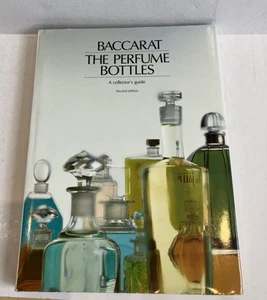 BACCARAT
THE PERFUME
BOTTLES
A collector's guide
Second edition